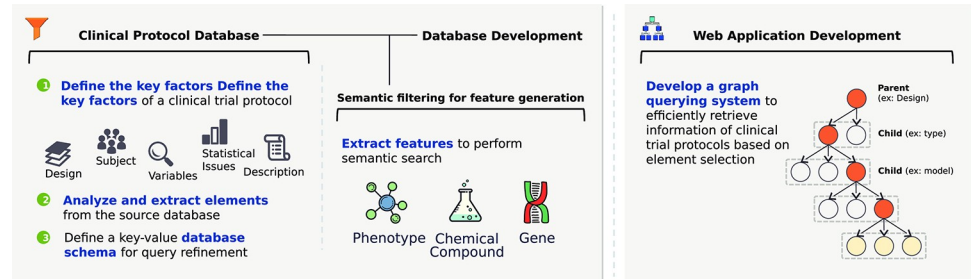 Clinical Protocol Database
Database Development
1
Define the key factors Define the
key factors of a clinical trial protocol
Design
Subject
Variables
Statistical
Issues
Description
2
Analyze and extract elements
from the source database
3
Define a key-value database
schema for query refinement
Semantic filtering for feature generation
Extract features to perform
semantic search
Phenotype
Chemical
Compound
Gene
Web Application Development
Develop a graph
querying system to
efficiently retrieve
information of clinical
trial protocols based on
element selection
Parent
(ex: Design)
Child (ex: type)
Child (ex: model)